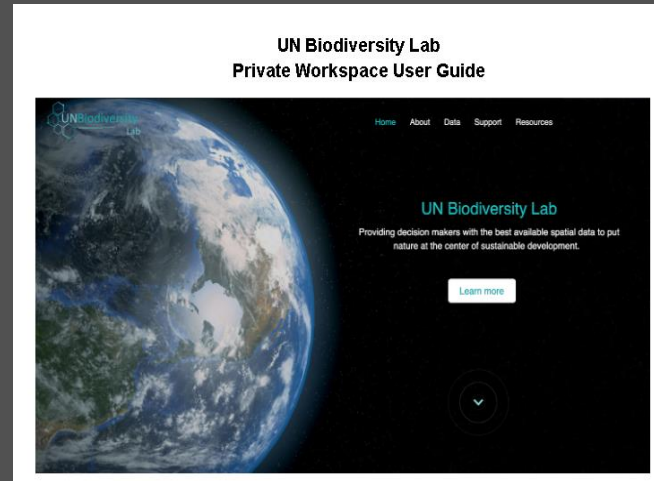 UN Biodiversity Lab
Private Workspace User Guide
UNBiodiversity
Lab
Home About Data Support Resources
UN Biodiversity Lab
Providing decision makers with the best available spatial data to put
nature at the center of sustainable development.
Learn more